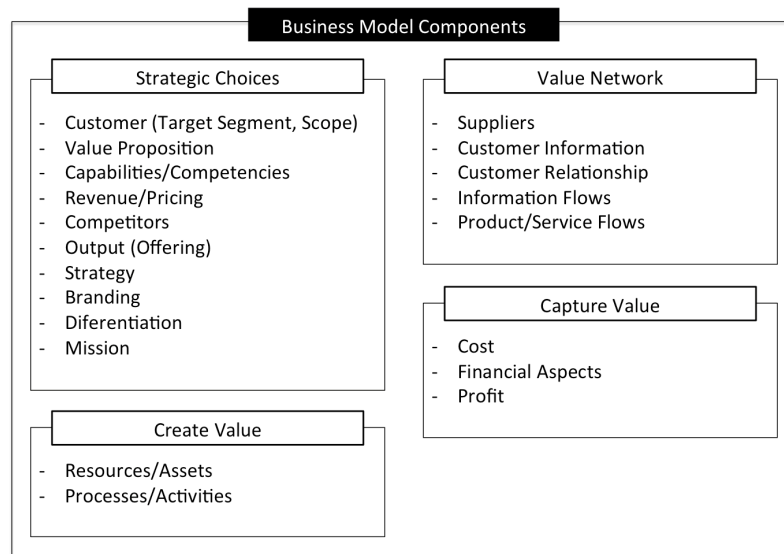 Business Model Components
Strategic Choices
- Customer (Target Segment, Scope)
- Value Proposition
- Capabilities/Competencies
- Revenue/Pricing
- Competitors
- Output (Offering)
- Strategy
- Branding
- Diferentiation
- Mission
Create Value
- Resources/Assets
- Processes/Activities
Value Network
- Suppliers
- Customer Information
- Customer Relationship
- Information Flows
- Product/Service Flows
Capture Value
- Cost
- Financial Aspects
- Profit